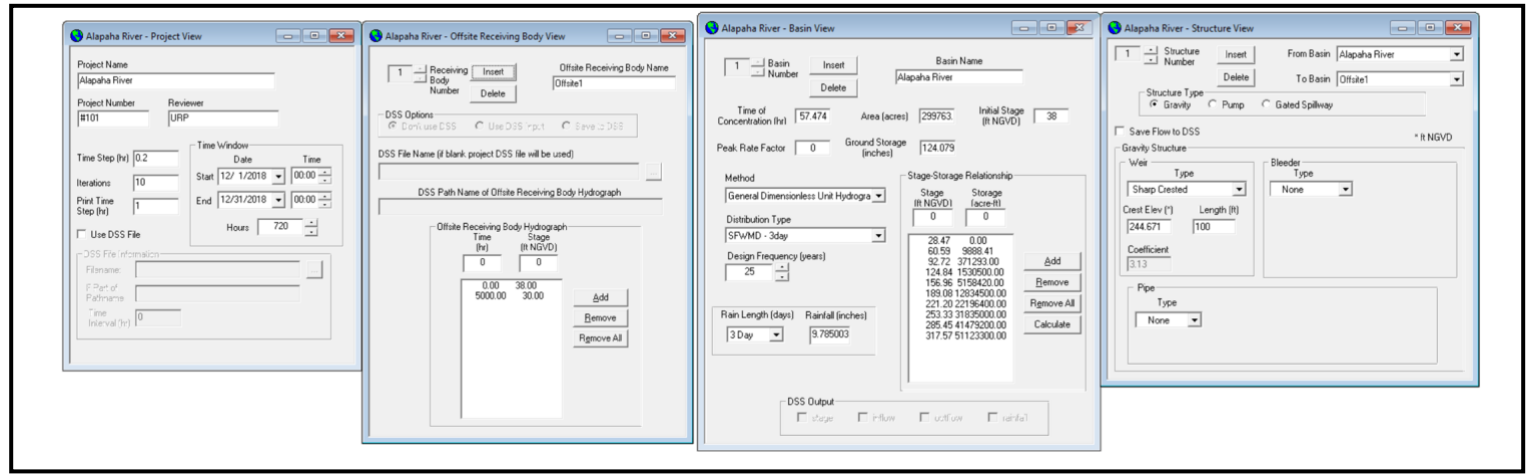 Alapaha River - Project View
Project Name
Alapaha River
Project Number Reviewer
#101 URP
Time Step (hr) 0.2
Iterations 10
Print Time Step (hr) 1
Use DSS File
Time Window
Date Time
Start 12/ 1/2018 00:00
End 12/31/2018 00:00
Hours 720
DSS File Information
Filename:
F Part of Pathname
Time Interval (hr) 0
Alapaha River - Offsite Receiving Body View
1 Receiving Body Number
Insert
Delete
Offsite Receiving Body Name
Offsite1
DSS Options
Don't use DSS Use DSS Input Save to DSS
DSS File Name (if blank project DSS file will be used)
...
DSS Path Name of Offsite Receiving Body Hydrograph
Offsite Receiving Body Hydrograph
Time (hr) Stage (ft NGVD)
0 0
0.00 38.00
5000.00 30.00
Add
Remove
Remove All
Alapaha River - Basin View
1 Basin Number
Insert
Delete
Basin Name
Alapaha River
Time of Concentration (hr) 57.474
Area (acres) 299763.
Initial Stage (ft NGVD) 38
Peak Rate Factor 0
Ground Storage (inches) 124.079
Method
General Dimensionless Unit Hydrogra
Distribution Type
SFWMD - 3day
Design Frequency (years)
25
Rain Length (days) Rainfall (inches)
3 Day 9.785003
Stage-Storage Relationship
Stage (ft NGVD) Storage (acre-ft)
0 0
28.47 0.00
60.59 9888.41
92.72 371293.00
124.84 1530500.00
156.96 5158420.00
189.08 12834500.00
221.20 22196400.00
253.33 31835000.00
285.45 41479200.00
317.57 51123300.00
Add
Remove
Remove All
Calculate
DSS Output
stage inflow outflow rainfall
Alapaha River - Structure View
1 Structure Number
Insert
Delete
From Basin Alapaha River
To Basin Offsite1
Structure Type
Gravity Pump Gated Spillway
Save Flow to DSS
* ft NGVD
Gravity Structure
Weir
Type
Sharp Crested
Crest Elev (*) Length (ft)
244.671 100
Coefficient
3.13
Bleeder
Type
None
Pipe
Type
None